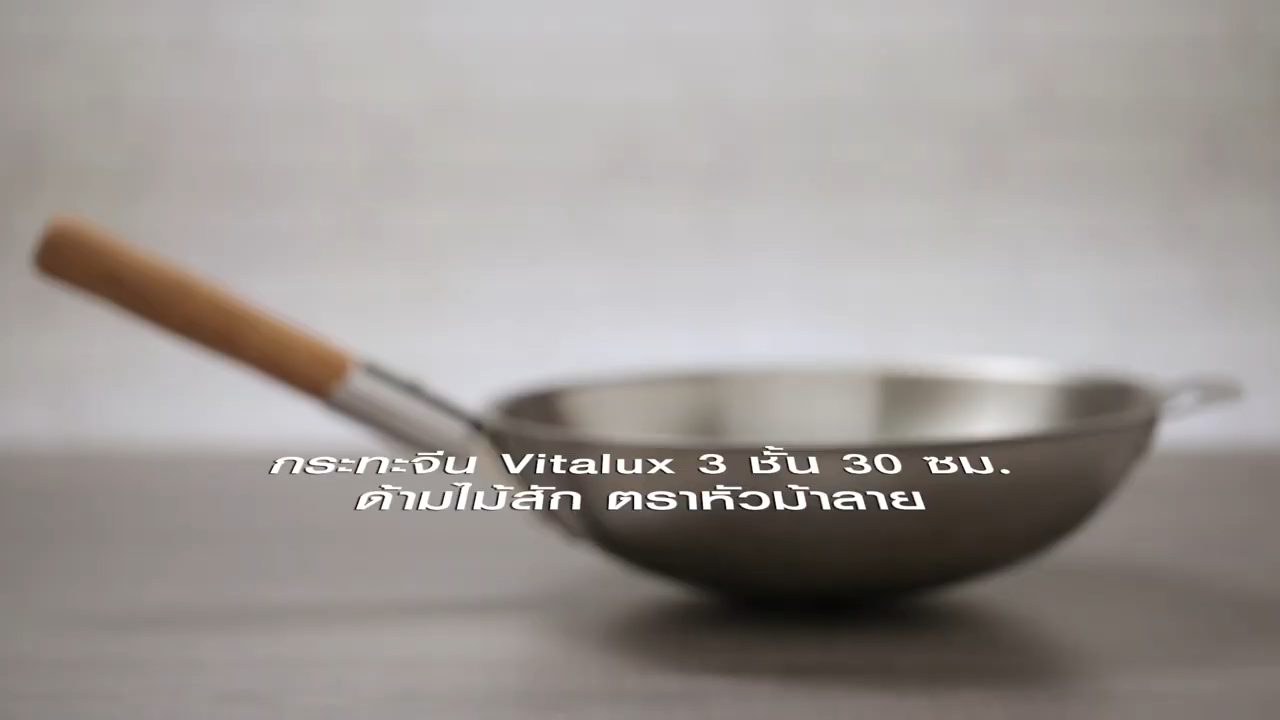 กระทะจีน Vitalux 3 ชั้น 30 ซม.
ด้ามไม้สัก ตราหัวม้าลาย